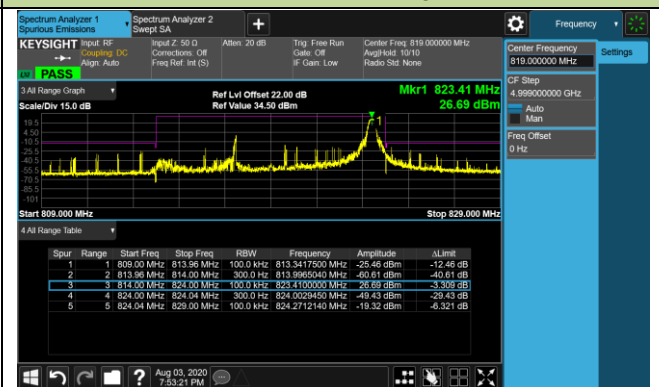 Spectrum Analyzer 1
Spurious Emissions
Spectrum Analyzer 2
Swept SA
Frequency
KEYSIGHT
Input: RF
Coupling: DC
Align: Auto
Input Z: 50 Ω
Corrections: Off
Freq Ref: Int (S)
Atten: 20 dB
Trig: Free Run
Gate: Off
IF Gain: Low
Center Freq: 819.000000 MHz
Avg|Hold: 10/10
Radio Std: None
PASS
3 All Range Graph
Scale/Div 15.0 dB
Ref Lvl Offset 22.00 dB
Ref Value 34.50 dBm
Mkr1 823.41 MHz
26.69 dBm
19.5
4.50
-10.5
-25.5
-40.5
-55.5
-70.5
-85.5
-101
1
Start 809.000 MHz
Stop 829.000 MHz
4 All Range Table
Spur Range Start Freq Stop Freq RBW Frequency Amplitude ΔLimit
1 1 809.00 MHz 813.96 MHz 100.0 kHz 813.3417500 MHz -25.46 dBm -12.46 dB
2 2 813.96 MHz 814.00 MHz 300.0 Hz 813.9965040 MHz -60.61 dBm -40.61 dB
3 3 814.00 MHz 824.00 MHz 100.0 kHz 823.4100000 MHz 26.69 dBm -3.309 dB
4 4 824.00 MHz 824.04 MHz 300.0 Hz 824.0029450 MHz -49.43 dBm -29.43 dB
5 5 824.04 MHz 829.00 MHz 100.0 kHz 824.2712140 MHz -19.32 dBm -6.321 dB
Center Frequency
819.000000 MHz
Settings
CF Step
4.999000000 GHz
Auto
Man
Freq Offset
0 Hz
Aug 03, 2020
7:53:21 PM